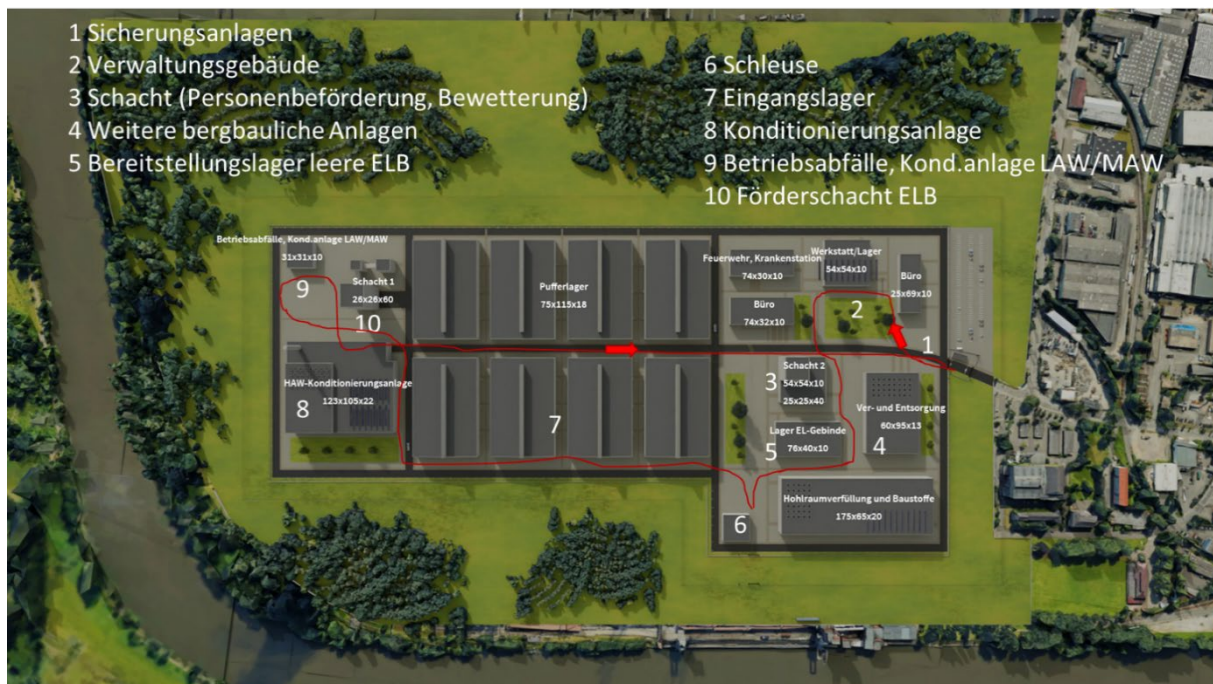 1 Sicherungsanlagen
2 Verwaltungsgebäude
3 Schacht (Personenbeförderung, Bewetterung)
4 Weitere bergbauliche Anlagen
5 Bereitstellungslager leere ELB
6 Schleuse
7 Eingangslager
8 Konditionierungsanlage
9 Betriebsabfälle, Kond.anlage LAW/MAW
10 Förderschacht ELB
Betriebsabfälle, Kond.anlage LAW/MAW
31x31x10
9
Schacht 1
26x26x60
10
HAW-Konditionierungsanlage
123x105x22
8
Pufferlager
75x115x18
7
Feuerwehr, Krankenstation
74x30x10
Werkstatt/Lager
54x54x10
Büro
25x69x10
Büro
74x32x10
2
1
3
Schacht 2
54x54x10
25x25x40
Ver- und Entsorgung
60x95x13
4
Lager EL-Gebinde
76x40x10
5
Hohlraumverfüllung und Baustoffe
175x65x20
6